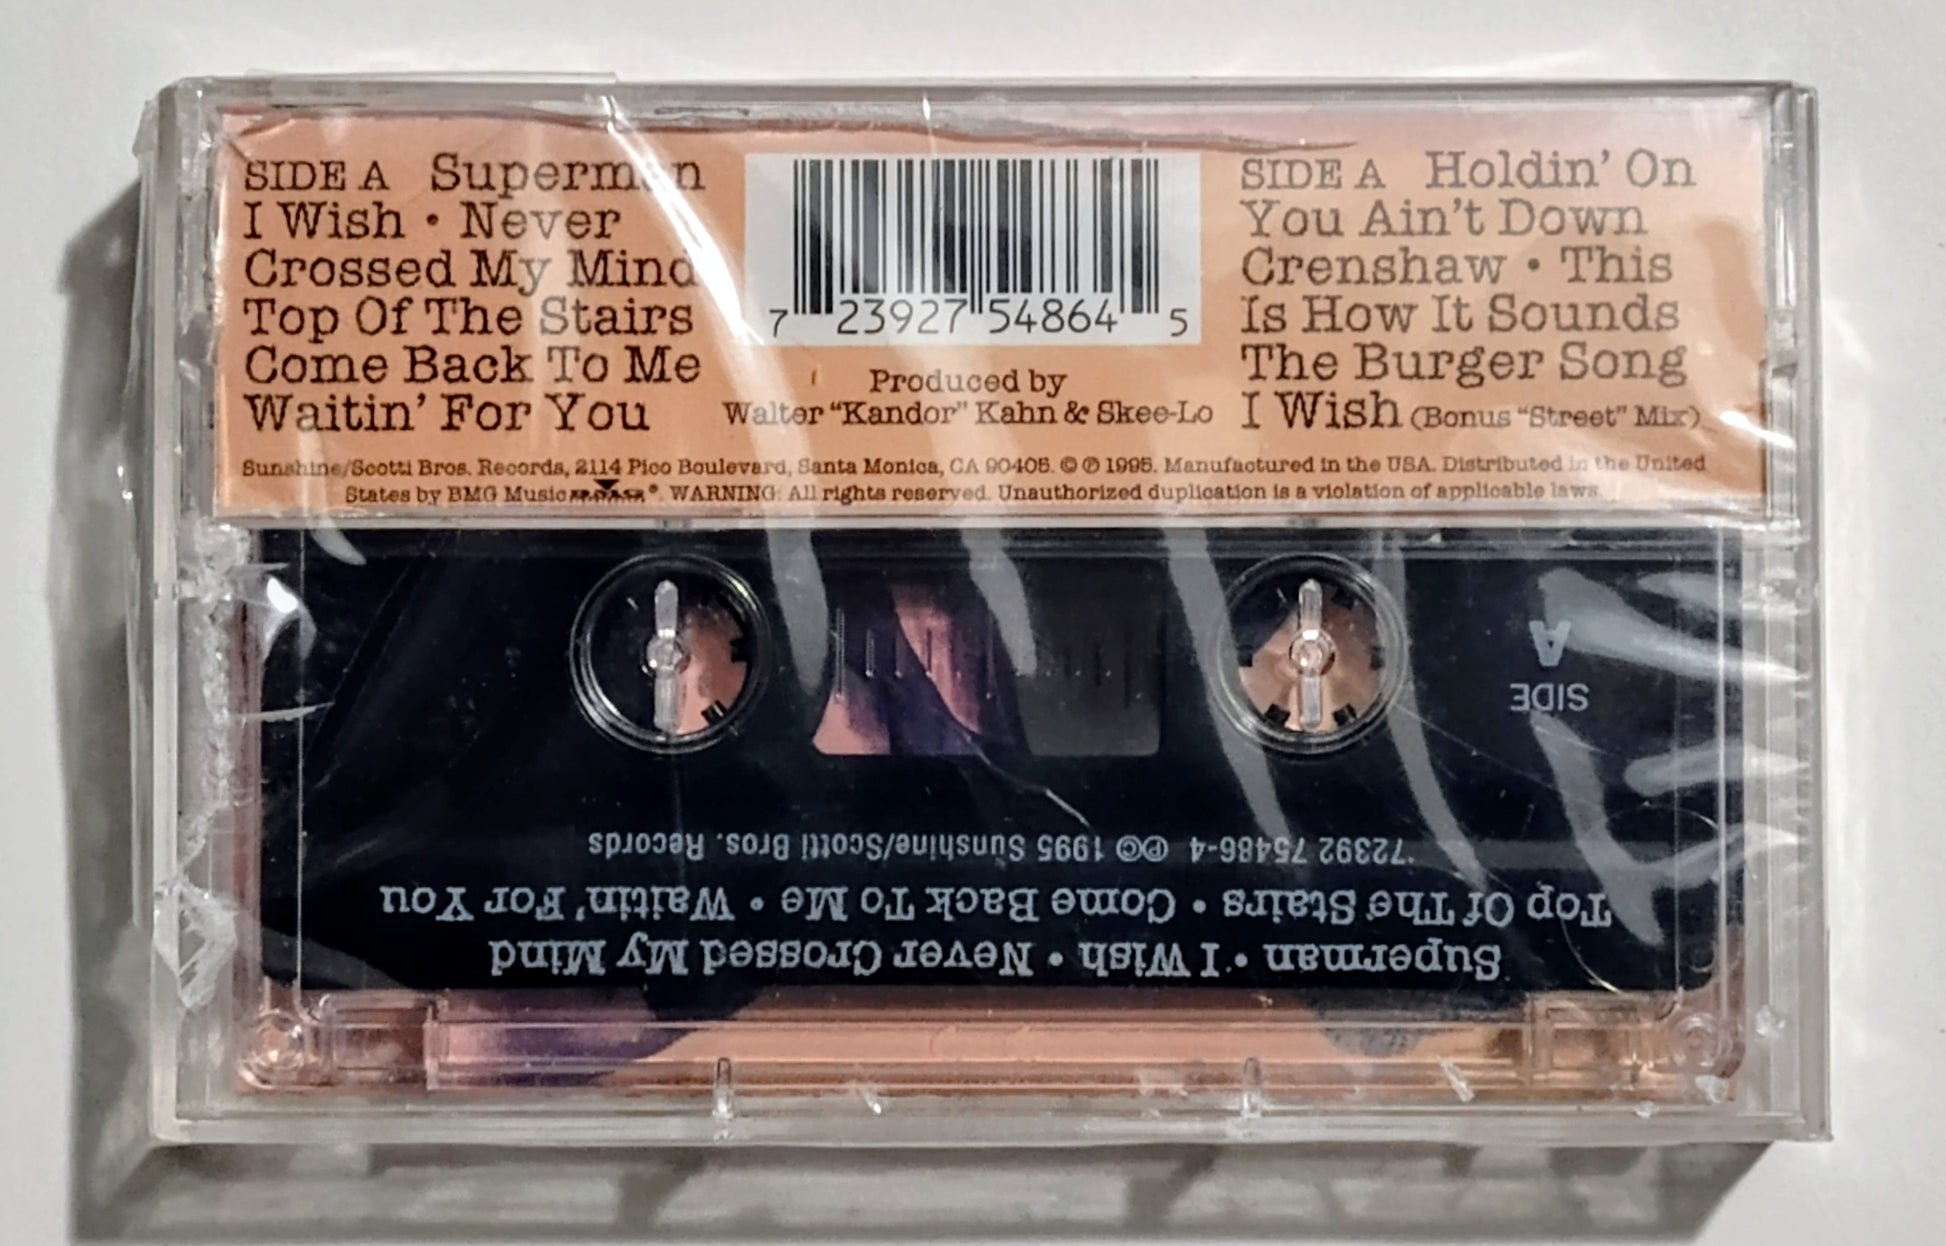 SIDE A Superman
I Wish • Never
Crossed My Mind
Top Of The Stairs
Come Back To Me
Waitin' For You
7 23927 54864 5
Produced by
Walter "Kandor" Kahn & Skee-Lo
SIDE A Holdin' On
You Ain't Down
Crenshaw • This
Is How It Sounds
The Burger Song
I Wish (Bonus "Street" Mix)
Sunshine/Scotti Bros. Records, 2114 Pico Boulevard, Santa Monica, CA 90405. © ℗ 1995. Manufactured in the USA. Distributed in the United
States by BMG Music ®. WARNING: All rights reserved. Unauthorized duplication is a violation of applicable laws.
SIDE
A
Superman • I Wish • Never Crossed My Mind
Top Of The Stairs • Come Back To Me • Waitin' For You
72392 75486-4 ℗© 1995 Sunshine/Scotti Bros. Records